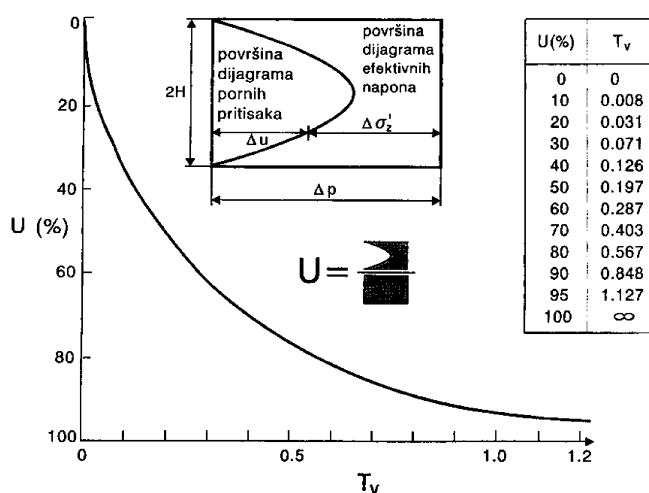 0
20
40
60
80
100
U (%)
0
0.5
1.0
1.2
T_v
2H
površina
dijagrama
pornih
pritisaka
Δu
površina
dijagrama
efektivnih
napona
Δσ'_z
Δp
U =
U(%) T_v
0 0
10 0.008
20 0.031
30 0.071
40 0.126
50 0.197
60 0.287
70 0.403
80 0.567
90 0.848
95 1.127
100 ∞